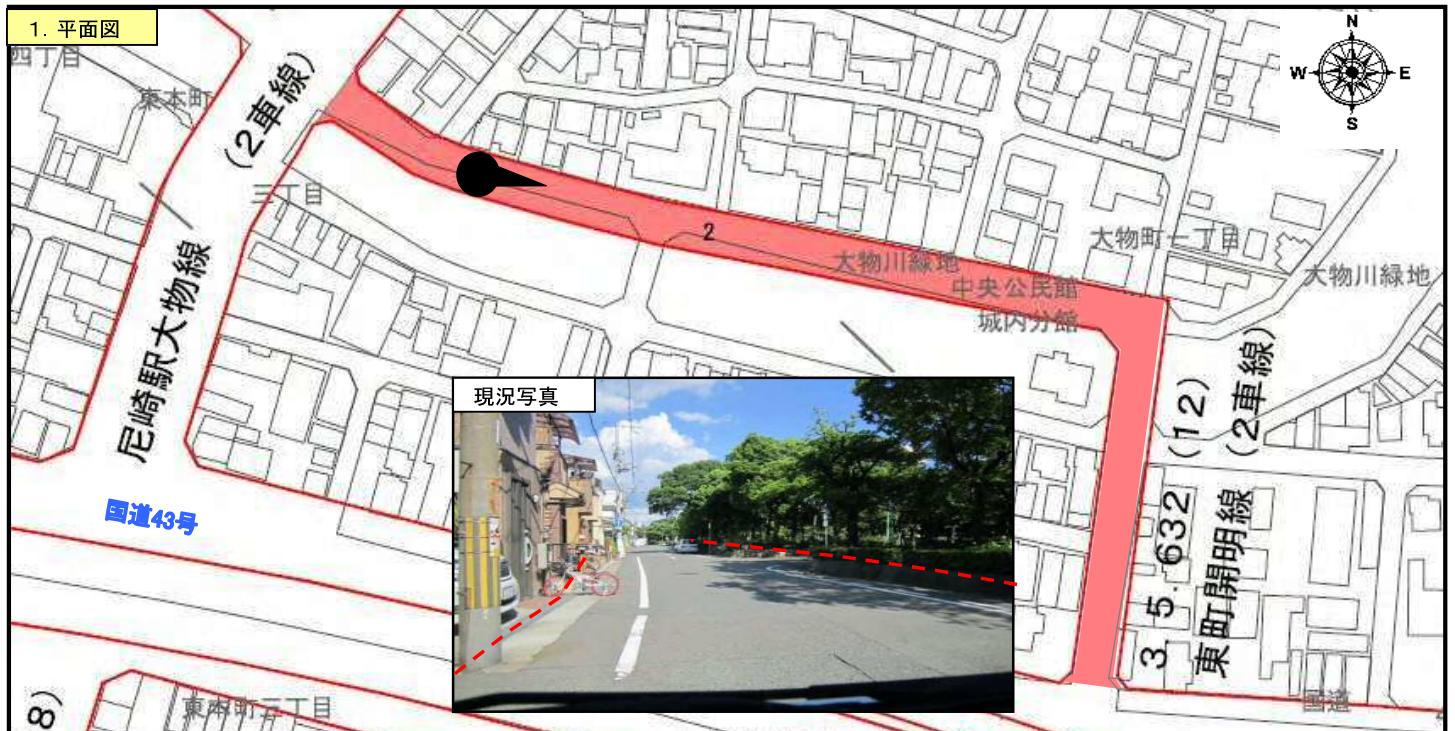 1. 平面図
N
W
E
S
四丁目
東本町
(2車線)
三丁目
2
大物町一丁目
大物川緑地
大物川緑地
中央公民館
城内分館
尼崎駅大物線
(12)
(2車線)
現況写真
国道43号
3. 5. 632
東町開明線
東本町三丁目
国道
8)